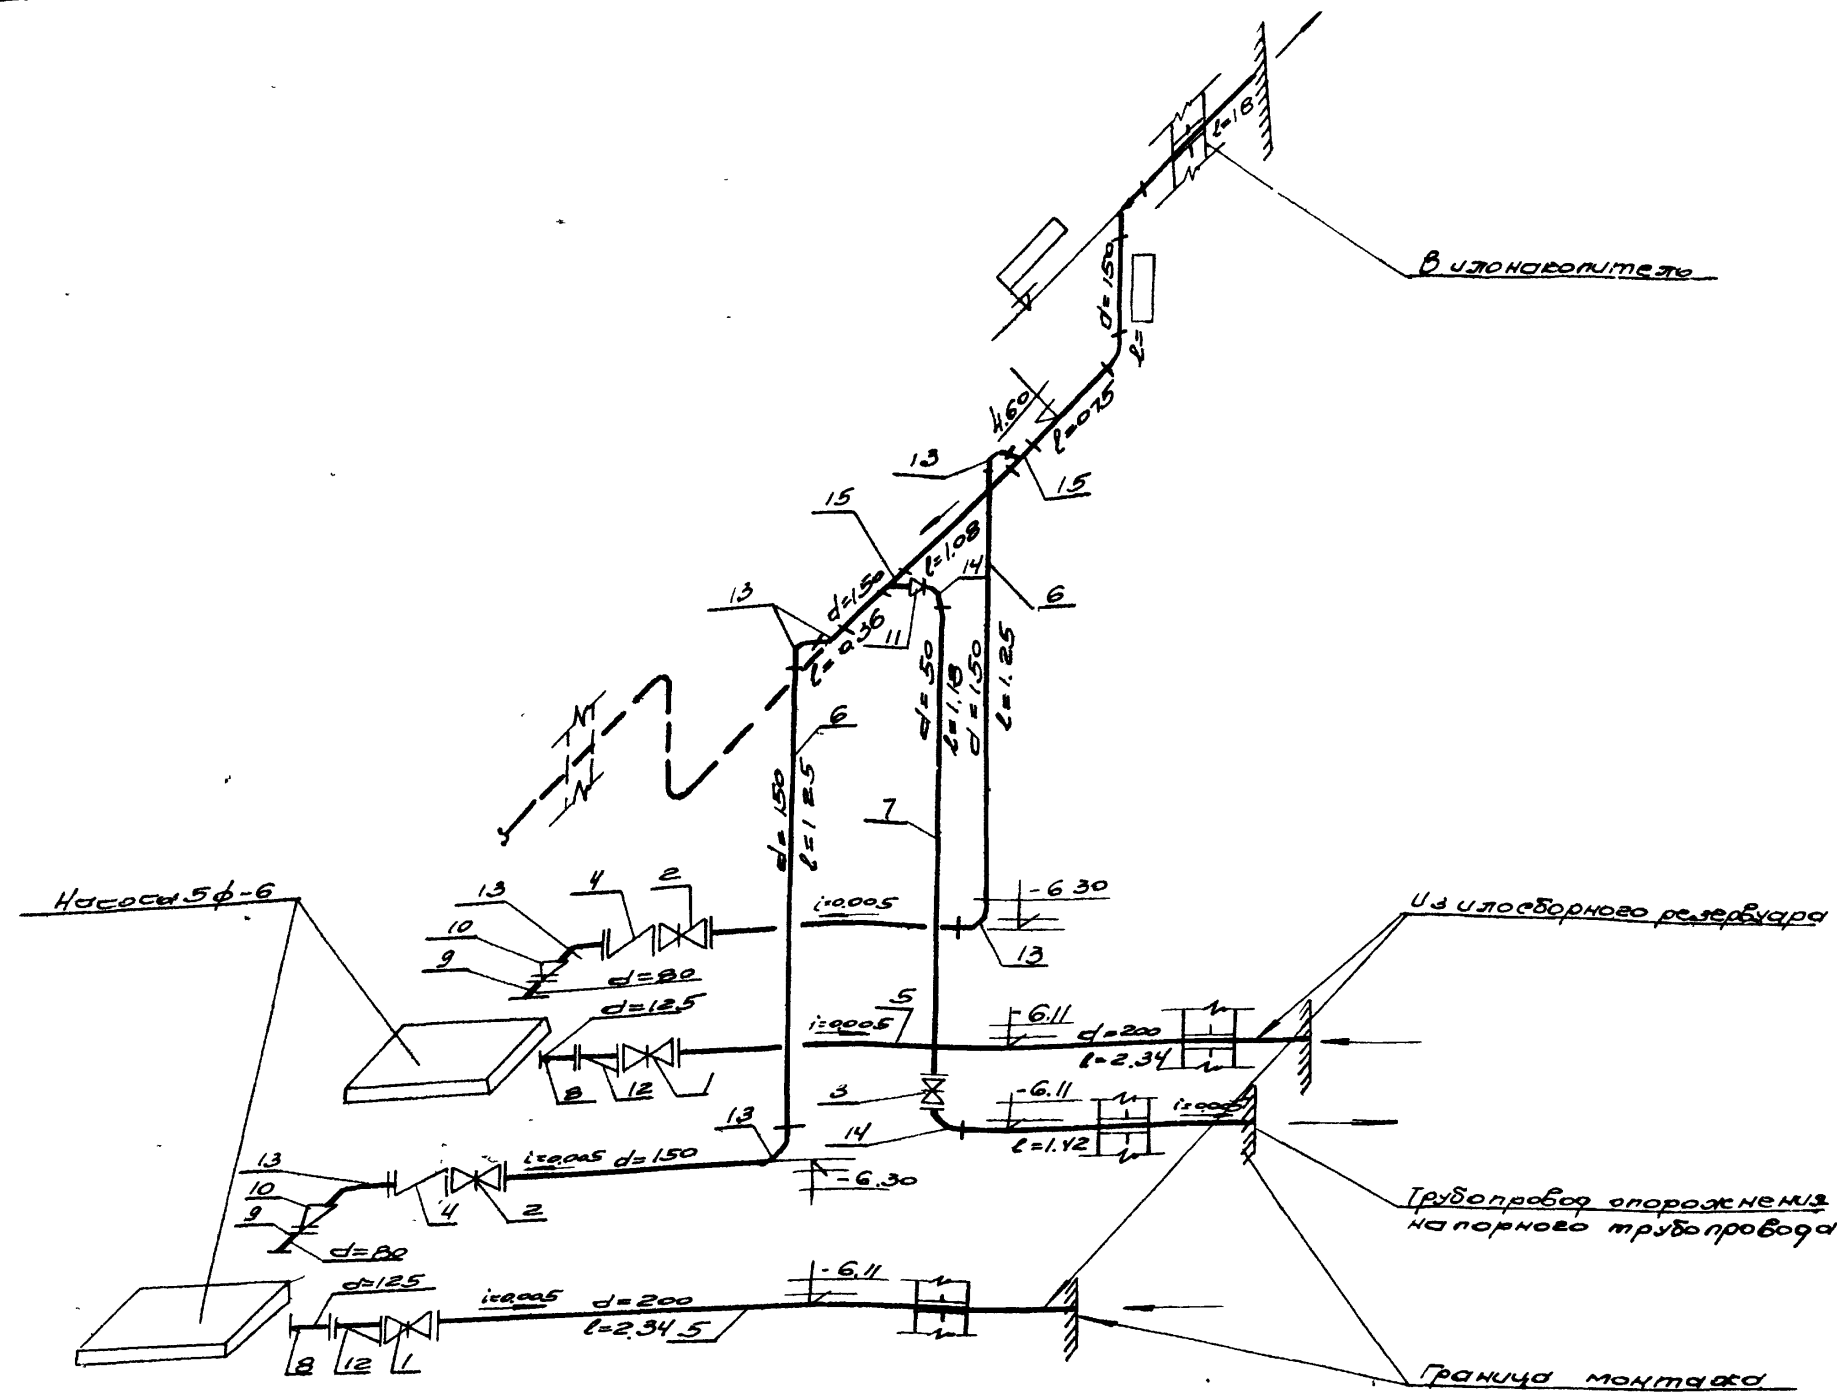 l=1.8
В илонакопитель
d=150
l=
4.60
l=0.75
13
15
15
l=1.08
14
13
d=150
6
11
l=0.36
d=50
l=1.18
d=150
l=1.25
6
d=150
l=1.25
7
Насосы 5ф-6
13
4
2
i=0.005
-6.30
Из илосборного резервуара
10
9
d=80
13
d=125
5
i=0.005
-6.11
d=200
l=2.34
8
12
1
3
-6.11
i=0.005
13
14
l=1.42
13
i=0.005
d=150
-6.30
10
9
4
2
Трубопровод опорожнения
напорного трубопровода
d=80
d=125
i=0.005
d=200
-6.11
l=2.34
5
8
12
1
Граница монтажа